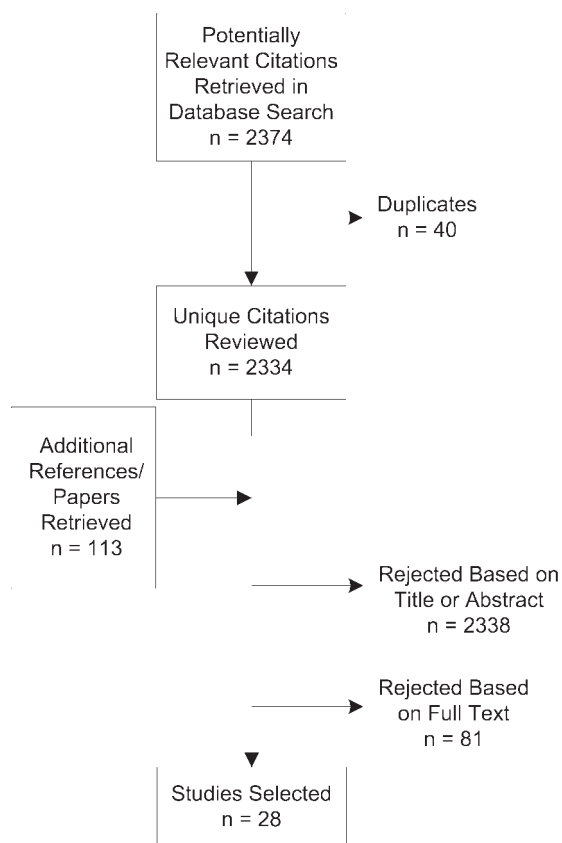 Potentially
Relevant Citations
Retrieved in
Database Search
n = 2374
Duplicates
n = 40
Unique Citations
Reviewed
n = 2334
Additional
References/
Papers
Retrieved
n = 113
Rejected Based on
Title or Abstract
n = 2338
Rejected Based
on Full Text
n = 81
Studies Selected
n = 28